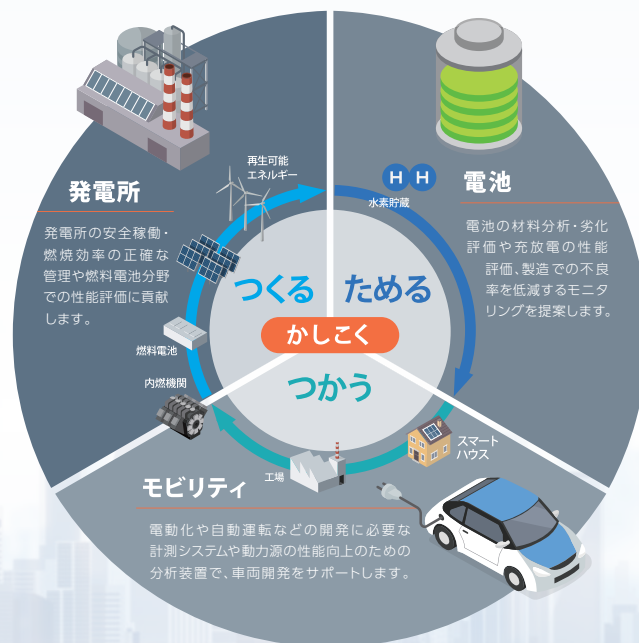 再生可能
エネルギー
発電所
発電所の安全稼働・
燃焼効率の正確な
管理や燃料電池分野
での性能評価に貢献
します。
燃料電池
内燃機関
HH
水素貯蔵
電池
電池の材料分析・劣化
評価や充放電の性能
評価、製造での不良
率を低減するモニタ
リングを提案します。
つくる
ためる
かしこく
つかう
スマート
ハウス
工場
モビリティ
電動化や自動運転などの開発に必要な
計測システムや動力源の性能向上のための
分析装置で、車両開発をサポートします。